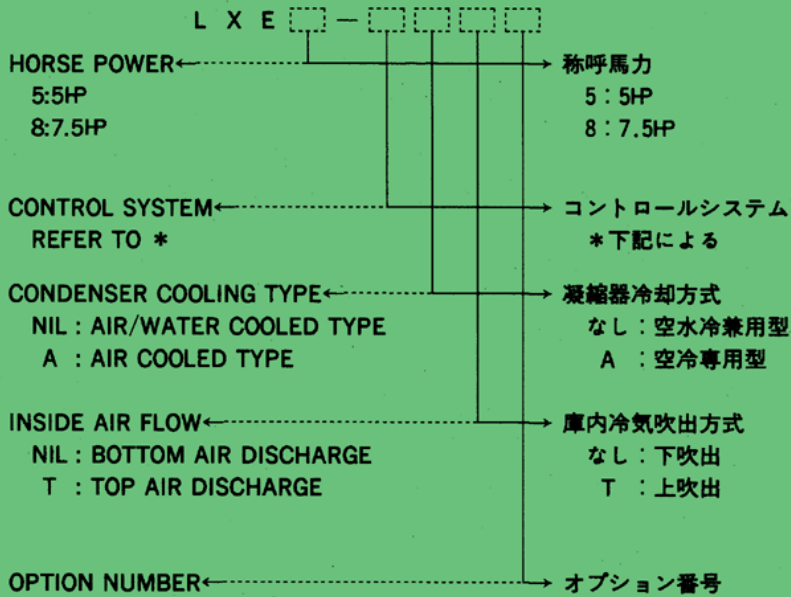 LXE －
HORSE POWER 称呼馬力
5:5HP 5：5HP
8:7.5HP 8：7.5HP
CONTROL SYSTEM コントロールシステム
REFER TO * *下記による
CONDENSER COOLING TYPE 凝縮器冷却方式
NIL : AIR/WATER COOLED TYPE なし：空水冷兼用型
A : AIR COOLED TYPE A ：空冷専用型
INSIDE AIR FLOW 庫内冷気吹出方式
NIL : BOTTOM AIR DISCHARGE なし：下吹出
T : TOP AIR DISCHARGE T ：上吹出
OPTION NUMBER オプション番号